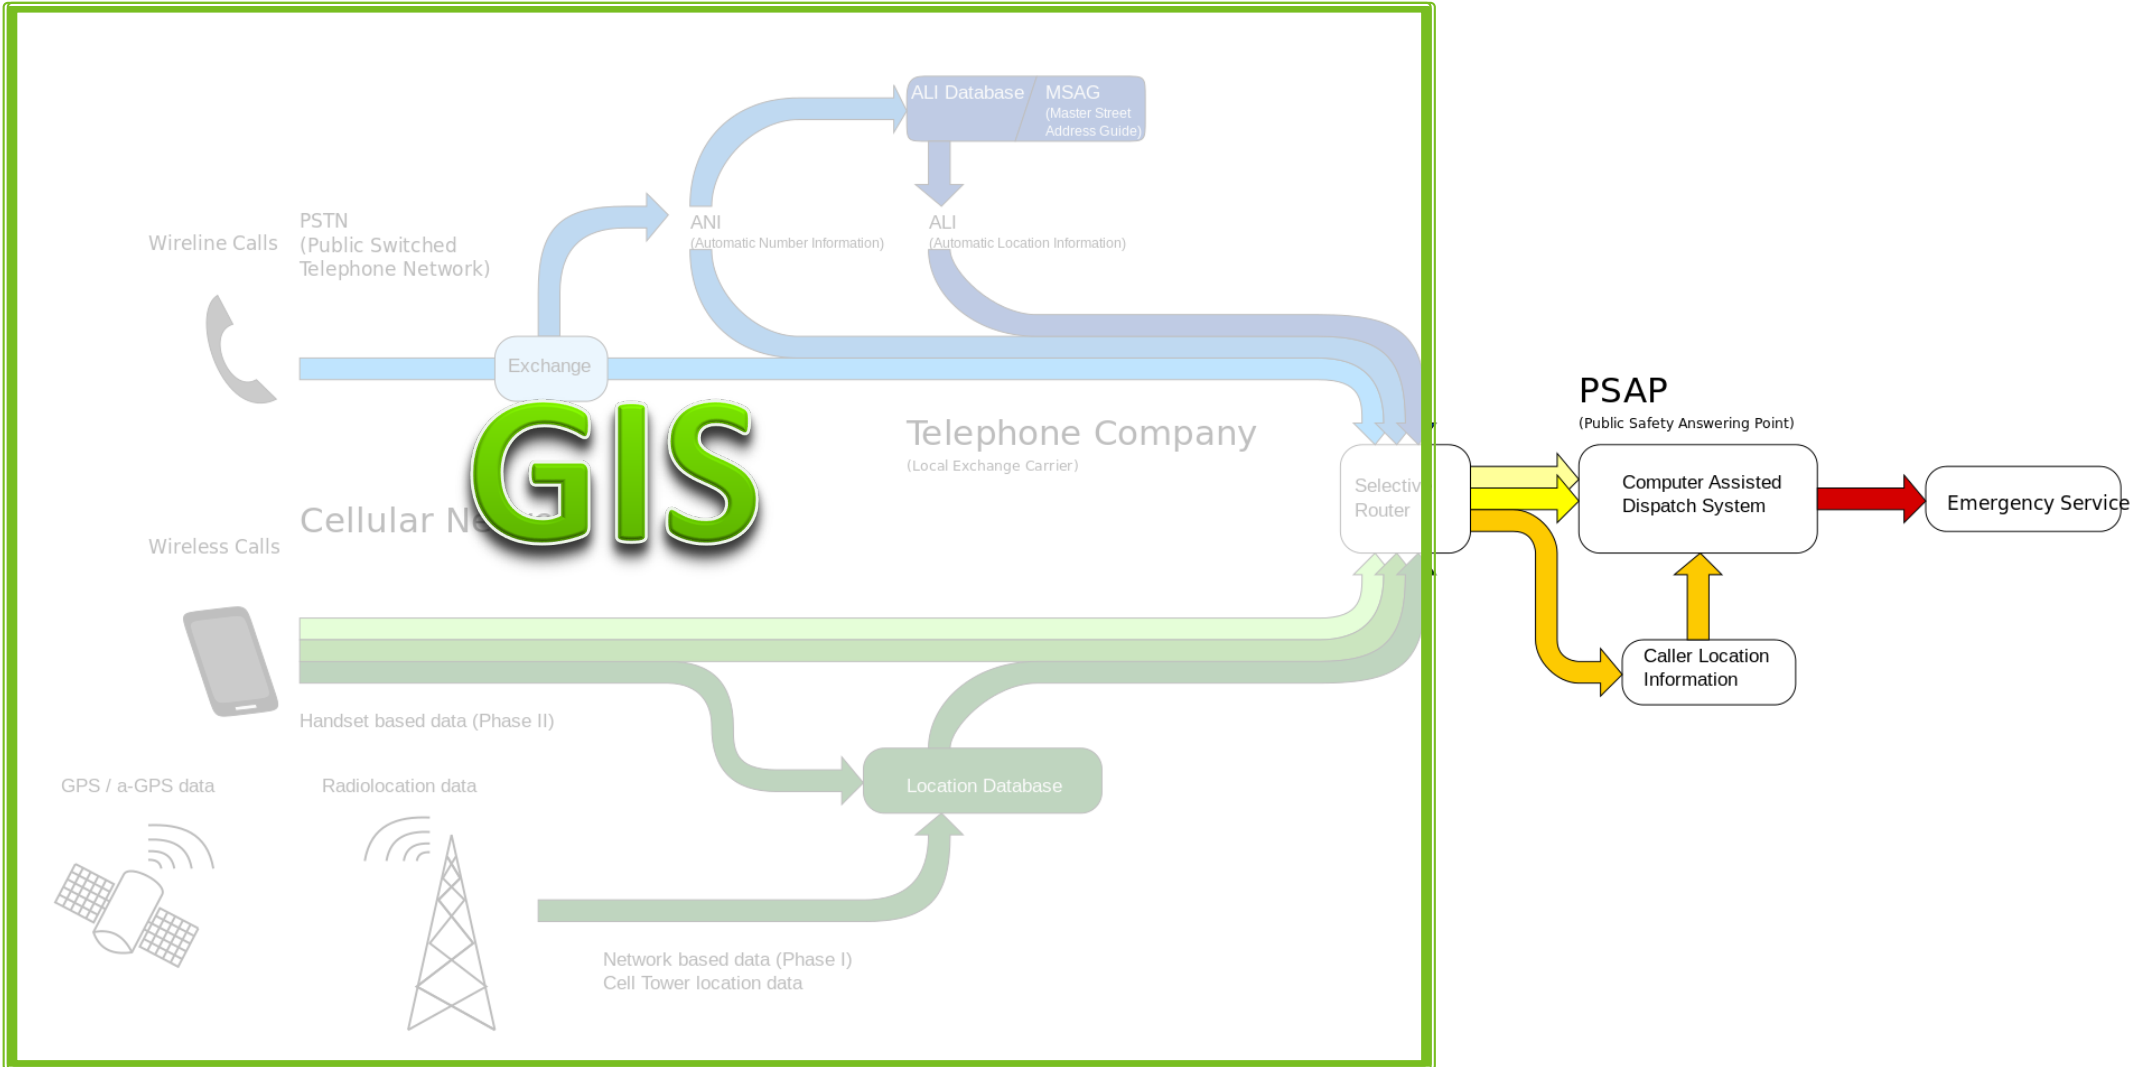 ALI Database
MSAG
(Master Street
Address Guide)
PSTN
(Public Switched
Telephone Network)
Wireline Calls
ANI
(Automatic Number Information)
ALI
(Automatic Location Information)
Exchange
GIS
Telephone Company
(Local Exchange Carrier)
PSAP
(Public Safety Answering Point)
Selectiv
Router
Computer Assisted
Dispatch System
Emergency Service
Cellular Ne
Wireless Calls
Caller Location
Information
Handset based data (Phase II)
GPS / a-GPS data
Radiolocation data
Location Database
Network based data (Phase I)
Cell Tower location data